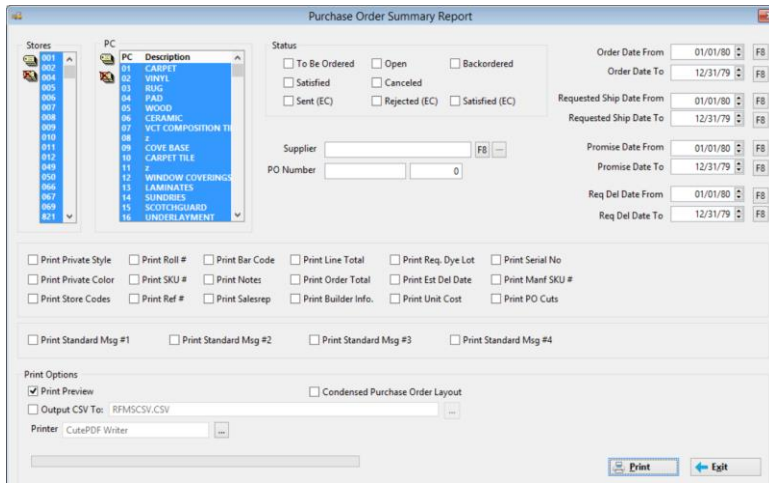 Purchase Order Summary Report
Stores
001
002
004
005
006
007
008
009
010
011
012
049
050
066
067
069
821
PC
PC Description
01 CARPET
02 VINYL
03 RUG
04 PAD
05 WOOD
06 CERAMIC
07 VCT COMPOSITION TI
08 z
09 COVE BASE
10 CARPET TILE
11 z
12 WINDOW COVERINGS
13 LAMINATES
14 SUNDRIES
15 SCOTCHGUARD
16 UNDERLAYMENT
Status
To Be Ordered Open Backordered
Satisfied Canceled
Sent (EC) Rejected (EC) Satisfied (EC)
Supplier F8 ...
PO Number 0
Order Date From 01/01/80 F8
Order Date To 12/31/79 F8
Requested Ship Date From 01/01/80 F8
Requested Ship Date To 12/31/79 F8
Promise Date From 01/01/80 F8
Promise Date To 12/31/79 F8
Req Del Date From 01/01/80 F8
Req Del Date To 12/31/79 F8
Print Private Style Print Roll # Print Bar Code Print Line Total Print Req. Dye Lot Print Serial No
Print Private Color Print SKU # Print Notes Print Order Total Print Est Del Date Print Manf SKU #
Print Store Codes Print Ref # Print Salesrep Print Builder Info. Print Unit Cost Print PO Cuts
Print Standard Msg #1 Print Standard Msg #2 Print Standard Msg #3 Print Standard Msg #4
Print Options
Print Preview Condensed Purchase Order Layout
Output CSV To: RFMSCSV.CSV ...
Printer CutePDF Writer ...
Print Exit